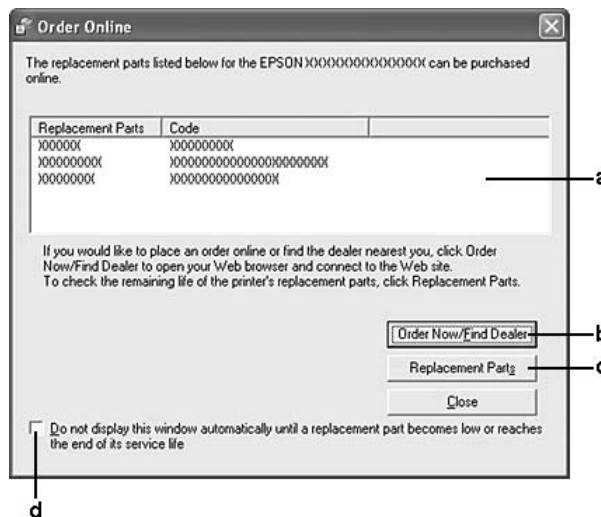 Order Online
The replacement parts listed below for the EPSON XXXXXXXXXXXXXXXX can be purchased
online.
Replacement Parts Code
XXXXXX XXXXXXXXX
XXXXXXXXXX XXXXXXXXXXXXXXXXXXXXXXX
XXXXXXXX XXXXXXXXXXXXXXXX
a
If you would like to place an order online or find the dealer nearest you, click Order
Now/Find Dealer to open your Web browser and connect to the Web site.
To check the remaining life of the printer's replacement parts, click Replacement Parts.
Order Now/Find Dealer b
Replacement Parts c
Close
Do not display this window automatically until a replacement part becomes low or reaches
the end of its service life
d